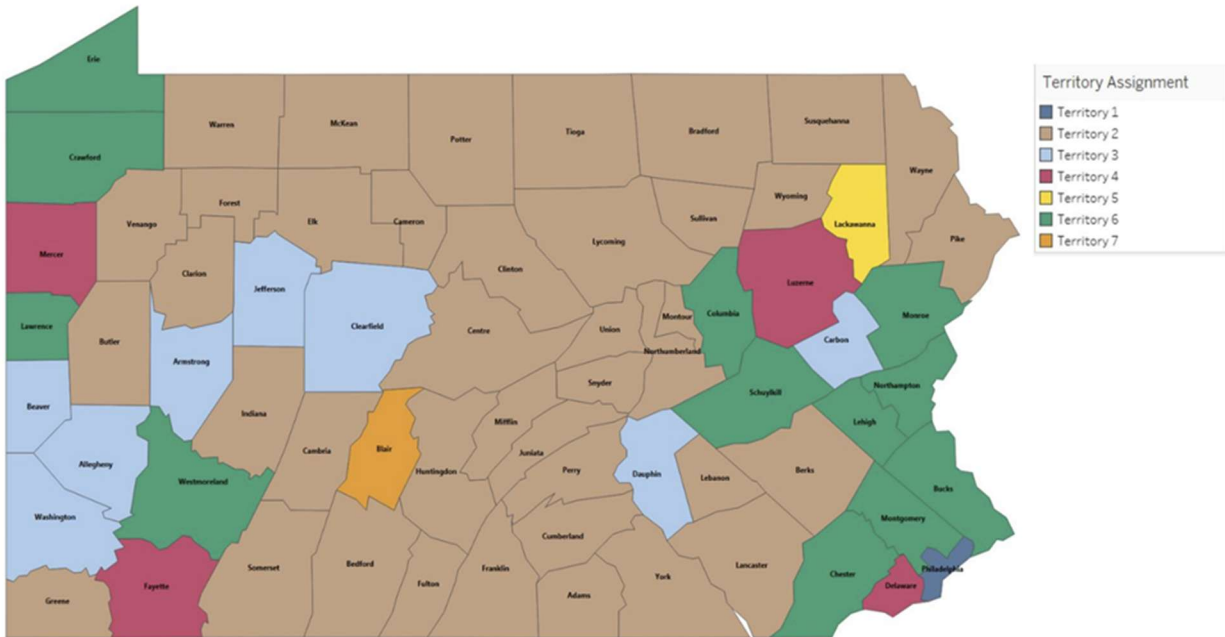 Erie
Warren
McKean
Potter
Tioga
Bradford
Susquehanna
Wayne
Crawford
Forest
Elk
Cameron
Venango
Clarion
Clinton
Lycoming
Sullivan
Wyoming
Lackawanna
Pike
Mercer
Jefferson
Clearfield
Centre
Union
Montour
Columbia
Luzerne
Monroe
Lawrence
Butler
Armstrong
Northumberland
Carbon
Beaver
Indiana
Snyder
Schuylkill
Northampton
Lehigh
Allegheny
Westmoreland
Cambria
Blair
Huntingdon
Mifflin
Juniata
Perry
Dauphin
Lebanon
Berks
Bucks
Washington
Cumberland
Montgomery
Greene
Fayette
Somerset
Bedford
Fulton
Franklin
Adams
York
Lancaster
Chester
Delaware
Philadelphia
Territory Assignment
Territory 1
Territory 2
Territory 3
Territory 4
Territory 5
Territory 6
Territory 7